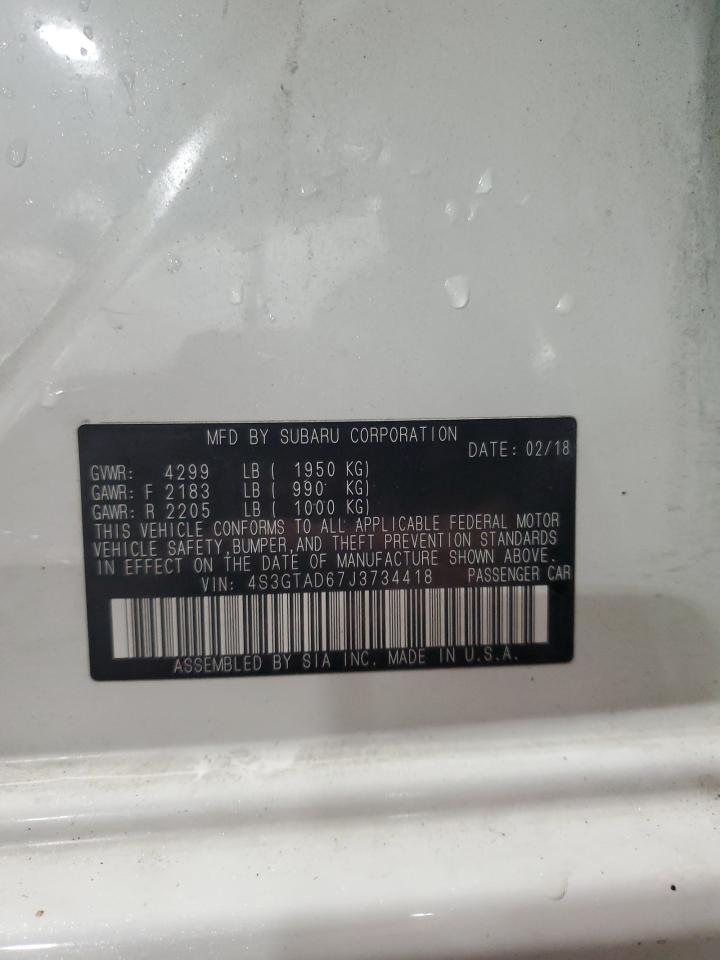 MFD BY SUBARU CORPORATION
DATE: 02/18
GVWR: 4299 LB ( 1950 KG)
GAWR: F 2183 LB ( 990 KG)
GAWR: R 2205 LB ( 1000 KG)
THIS VEHICLE CONFORMS TO ALL APPLICABLE FEDERAL MOTOR
VEHICLE SAFETY,BUMPER,AND THEFT PREVENTION STANDARDS
IN EFFECT ON THE DATE OF MANUFACTURE SHOWN ABOVE.
VIN: 4S3GTAD67J3734418 PASSENGER CAR
ASSEMBLED BY SIA INC. MADE IN U.S.A.